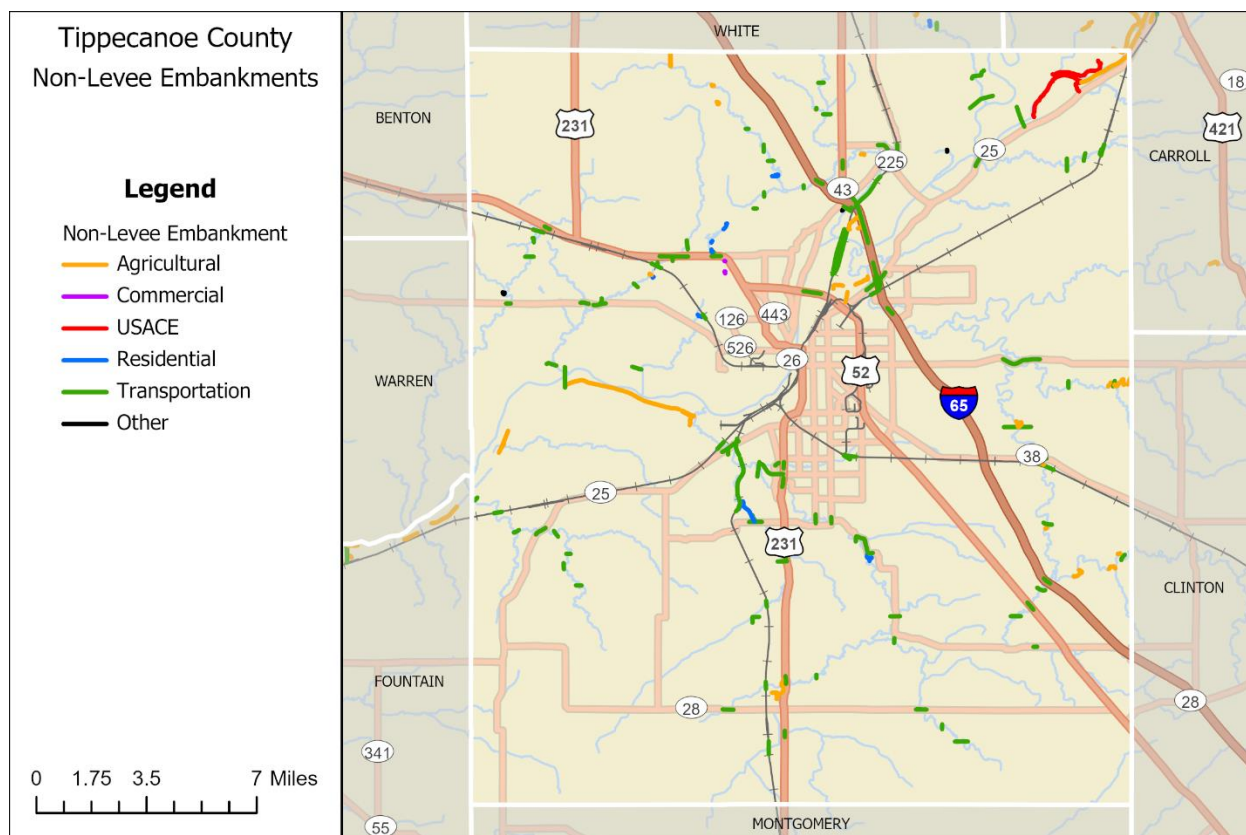 Tippecanoe County
Non-Levee Embankments
Legend
Non-Levee Embankment
Agricultural
Commercial
USACE
Residential
Transportation
Other
0 1.75 3.5 7 Miles
WHITE
18
231
421
BENTON
25
CARROLL
225
43
126
443
526
26
52
WARREN
65
38
25
231
CLINTON
FOUNTAIN
28
28
341
55
MONTGOMERY